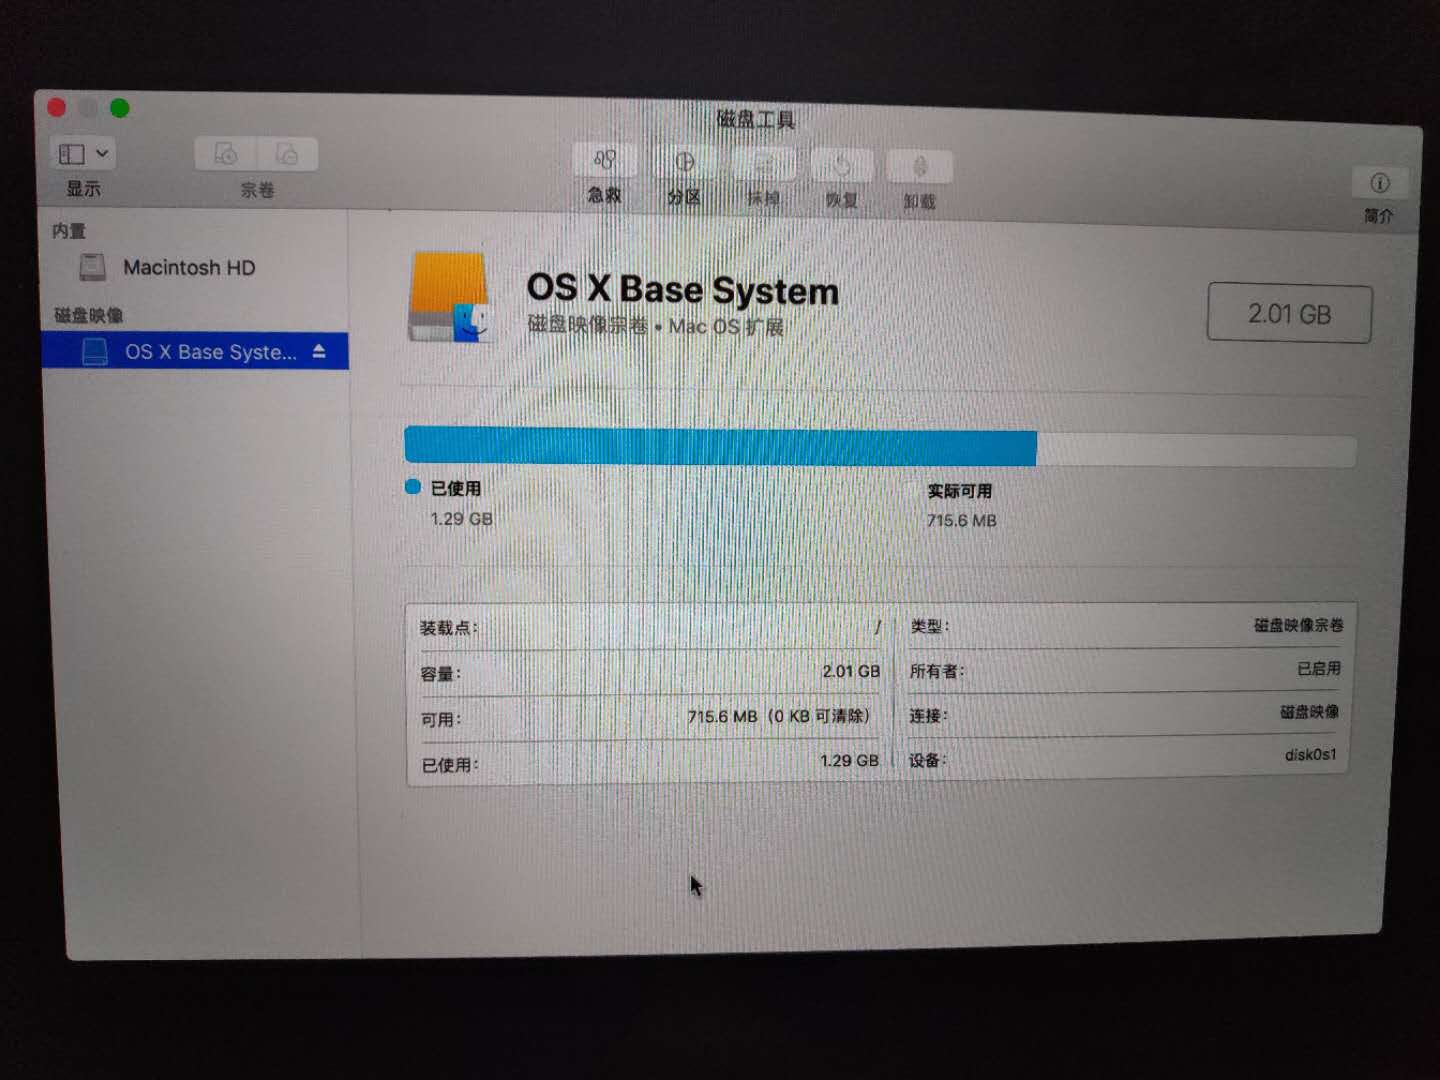 磁盘工具
显示
宗卷
急救
分区
抹掉
恢复
卸载
简介
内置
Macintosh HD
磁盘映像
OS X Base Syste...
OS X Base System
磁盘映像宗卷 • Mac OS 扩展
2.01 GB
已使用
1.29 GB
实际可用
715.6 MB
装载点: /
容量: 2.01 GB
可用: 715.6 MB（0 KB 可清除）
已使用: 1.29 GB
类型: 磁盘映像宗卷
所有者: 已启用
连接: 磁盘映像
设备: disk0s1